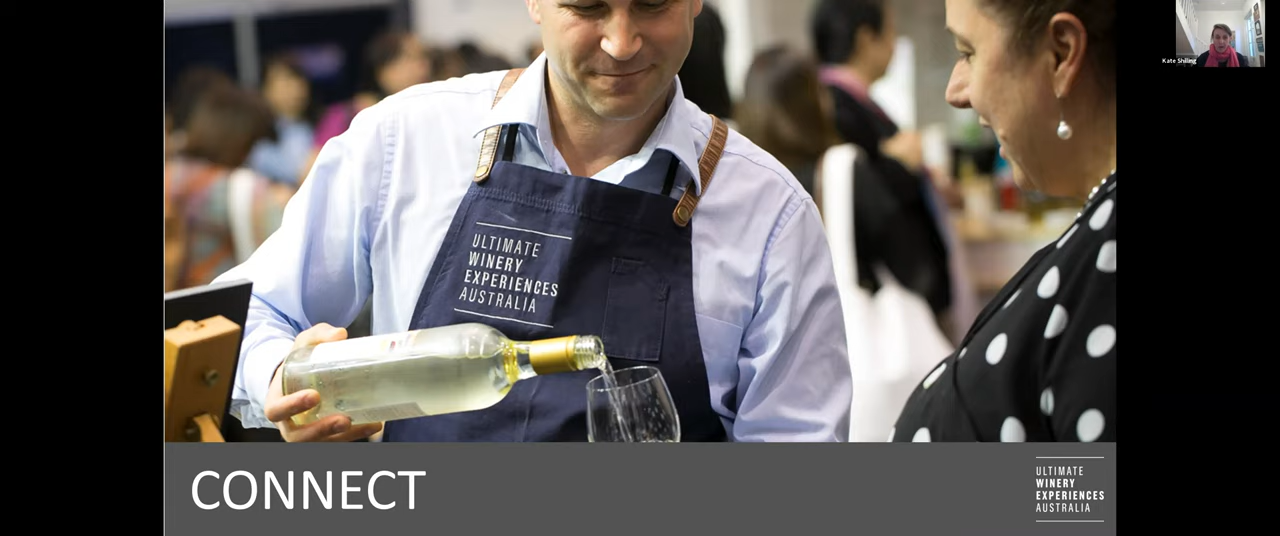 Kate Shiling
ULTIMATE
WINERY
EXPERIENCES
AUSTRALIA
CONNECT
ULTIMATE
WINERY
EXPERIENCES
AUSTRALIA